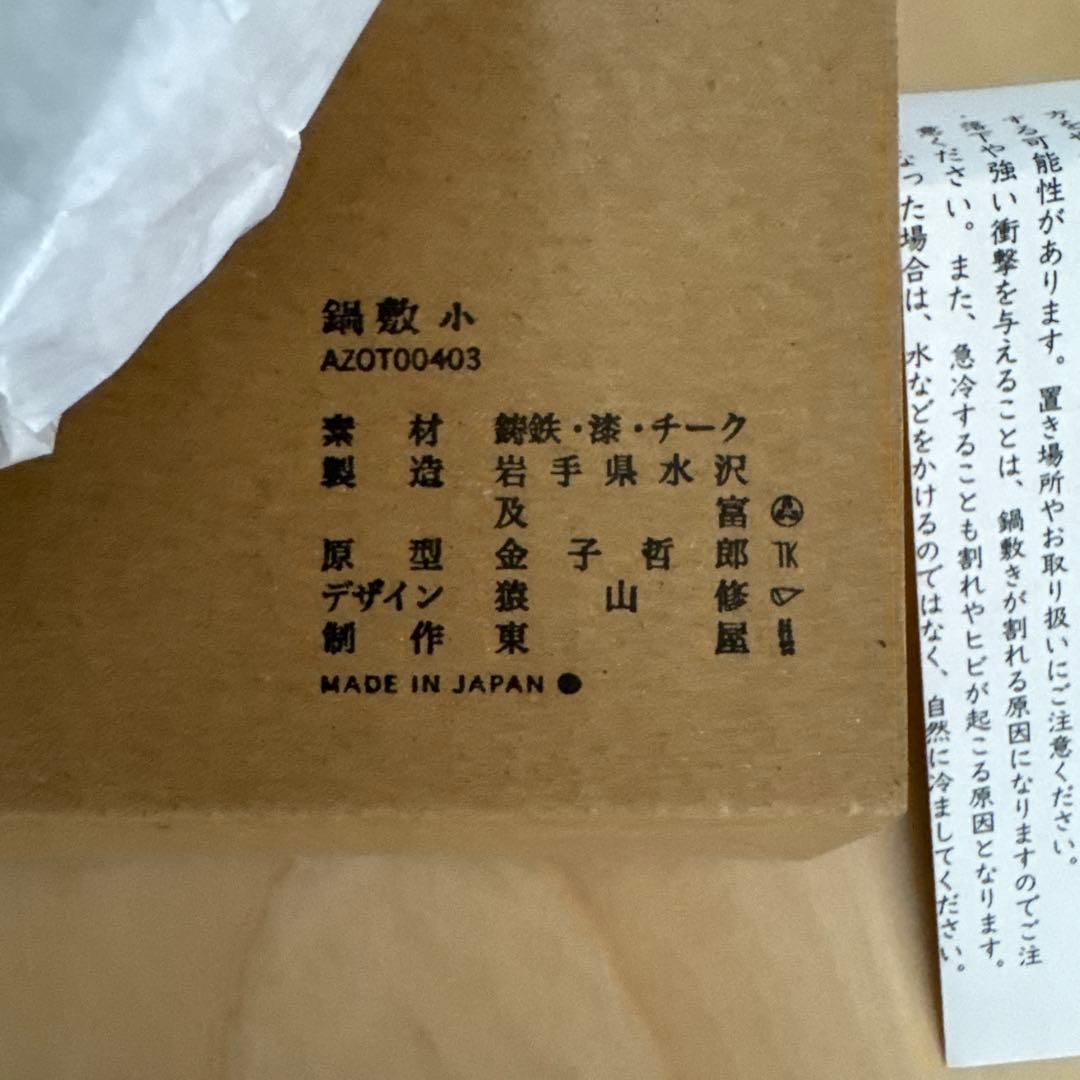 鍋敷 小
AZOT00403
素材 鋳鉄・漆・チーク
製造 岩手県水沢
及富
原型 金子哲郎 TK
デザイン 猿山修
制作 東屋
MADE IN JAPAN
する可能性があります。置き場所やお取り扱いにご注意ください。
・落下や強い衝撃を与えることは、鍋敷きが割れる原因になりますのでご注
意ください。また、急冷することも割れやヒビが起こる原因となります。
なった場合は、水などをかけるのではなく、自然に冷ましてください。